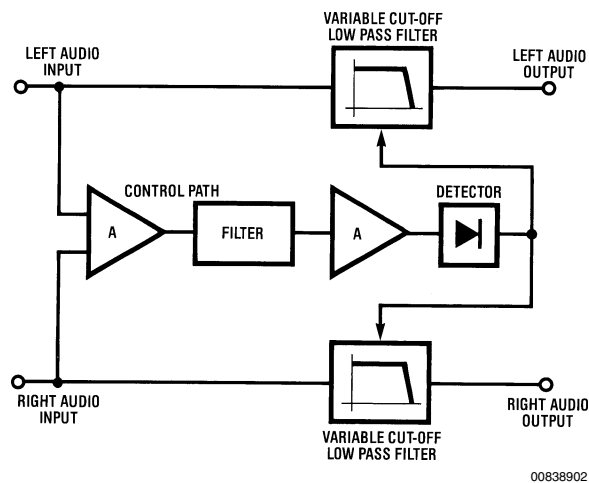 VARIABLE CUT-OFF
LOW PASS FILTER
LEFT AUDIO
INPUT
LEFT AUDIO
OUTPUT
CONTROL PATH
DETECTOR
A
FILTER
A
RIGHT AUDIO
INPUT
RIGHT AUDIO
OUTPUT
VARIABLE CUT-OFF
LOW PASS FILTER
00838902